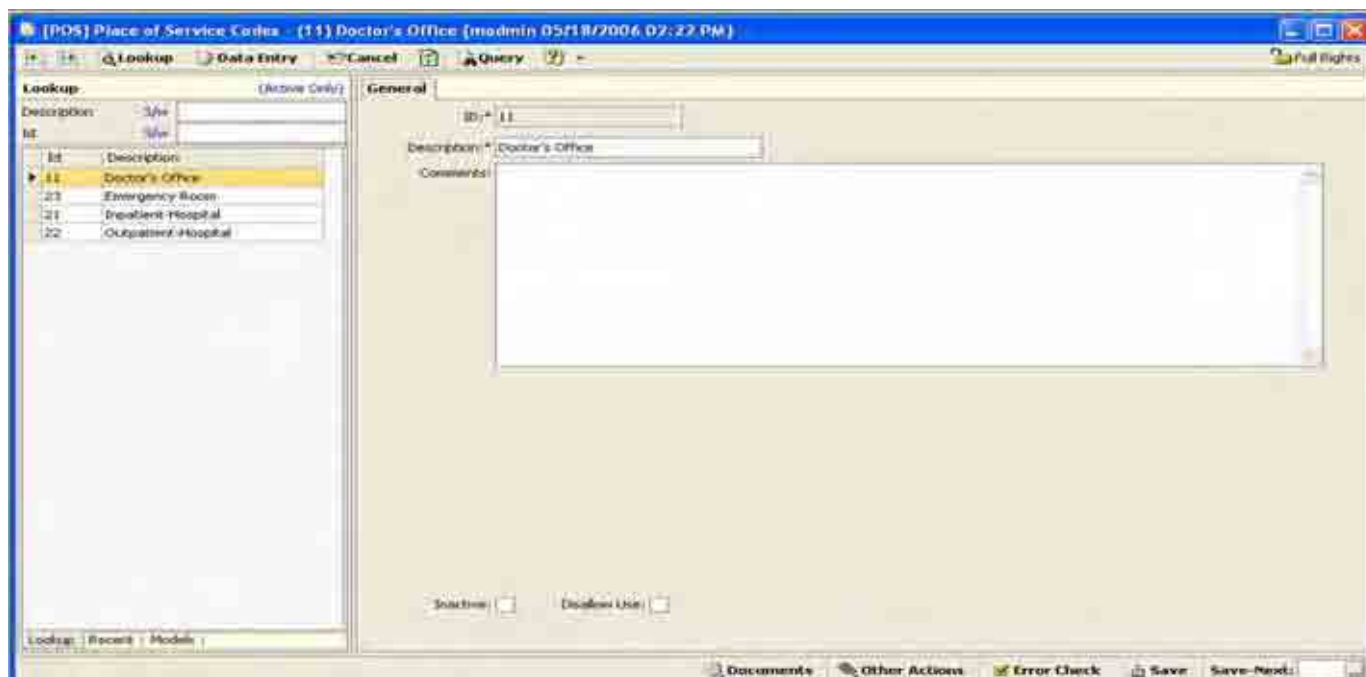 [POS] Place of Service Codes - (11) Doctor's Office (modmin 05/18/2006 02:22 PM)
Lookup Data Entry Cancel Query Full Rights
Lookup (Active Only) General
Description
Id
ID:* 11
Description:* Doctor's Office
Comments:
Id Description
11 Doctor's Office
23 Emergency Room
21 Inpatient Hospital
22 Outpatient Hospital
Inactive: Disallow Use:
Lookup Recent Models
Documents Other Actions Error Check Save Save-Next: